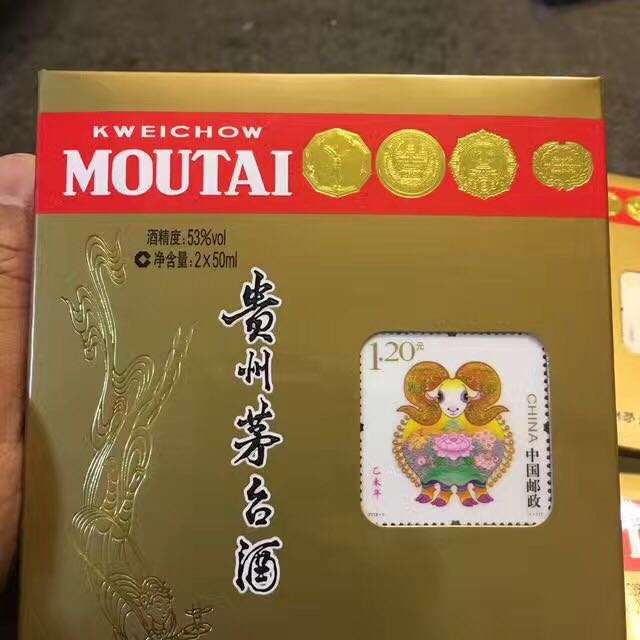 KWEICHOW
MOUTAI
酒精度:53%vol
净含量:2×50ml
貴州茅台酒
1.20元
CHINA
中国邮政
乙未年